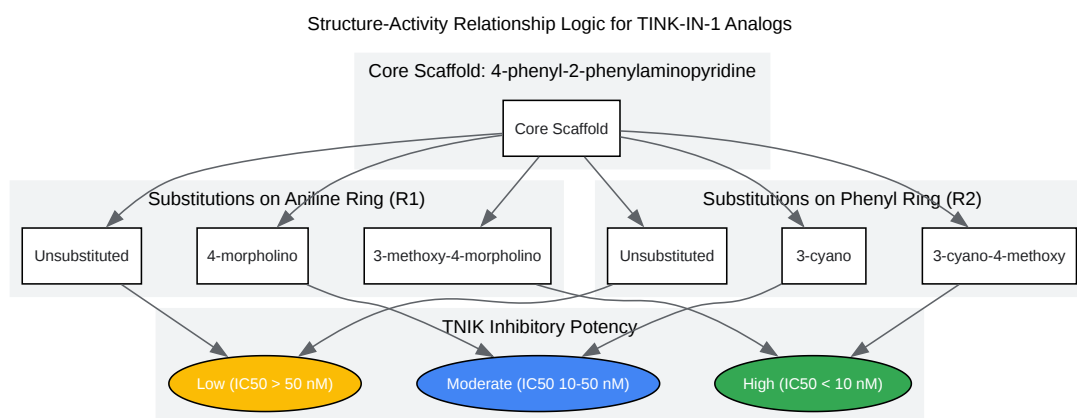 Structure-Activity Relationship Logic for TINK-IN-1 Analogs
Core Scaffold: 4-phenyl-2-phenylaminopyridine
Core Scaffold
Substitutions on Aniline Ring (R1)
Substitutions on Phenyl Ring (R2)
Unsubstituted
4-morpholino
3-methoxy-4-morpholino
Unsubstituted
3-cyano
3-cyano-4-methoxy
TNIK Inhibitory Potency
Low (IC50 > 50 nM)
Moderate (IC50 10-50 nM)
High (IC50 < 10 nM)